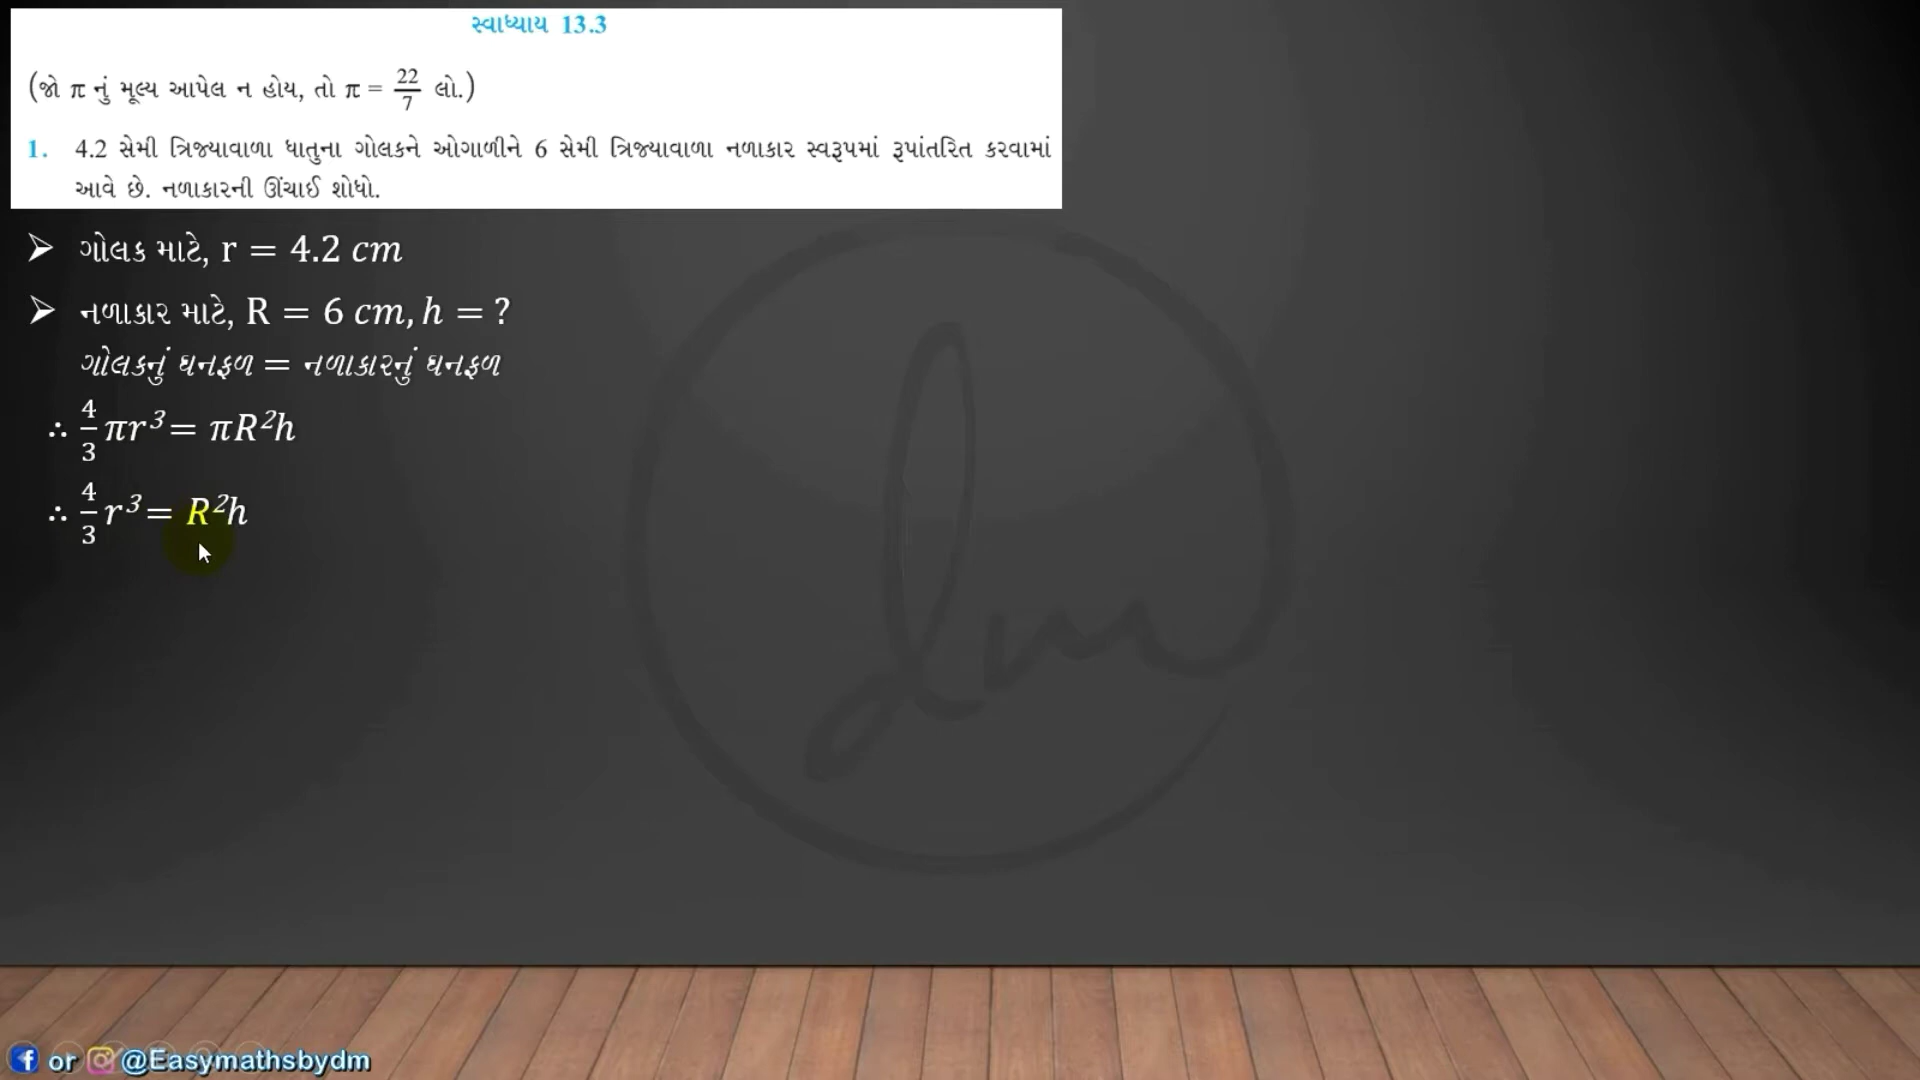 સ્વાધ્યાય 13.3
(જો π નું મૂલ્ય આપેલ ન હોય, તો π = 22/7 લો.)
1. 4.2 સેમી ત્રિજ્યાવાળા ધાતુના ગોલકને ઓગાળીને 6 સેમી ત્રિજ્યાવાળા નળાકાર સ્વરૂપમાં રૂપાંતરિત કરવામાં
આવે છે. નળાકારની ઊંચાઈ શોધો.
➢ ગોલક માટે, r = 4.2 cm
➢ નળાકાર માટે, R = 6 cm, h = ?
ગોલકનું ઘનફળ = નળાકારનું ઘનફળ
∴ 4/3 πr³ = πR²h
∴ 4/3 r³ = R²h
dm
f or @Easymathsbydm